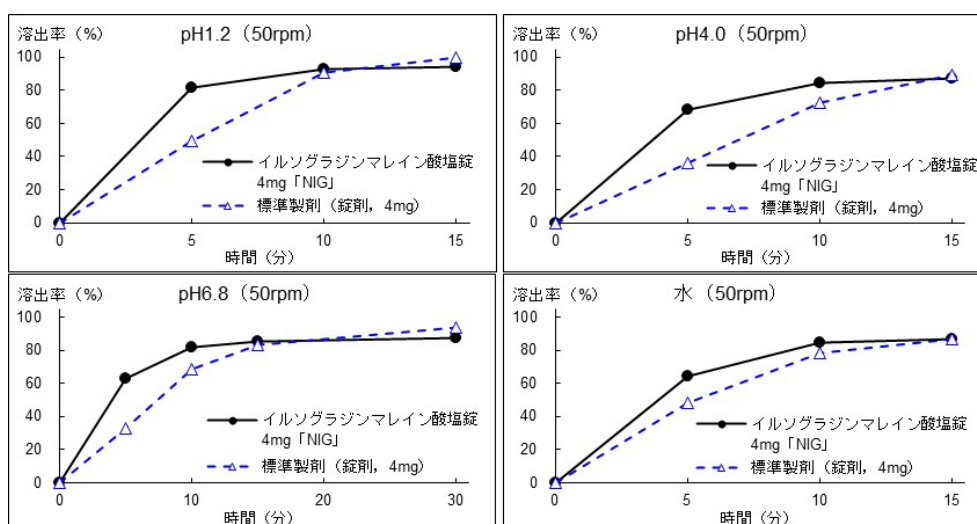 溶出率（%）
pH1.2（50rpm）
100
80
60
40
20
0
イルソグラジンマレイン酸塩錠
4mg「NIG」
標準製剤（錠剤，4mg）
0 5 10 15
時間（分）
溶出率（%）
pH4.0（50rpm）
100
80
60
40
20
0
イルソグラジンマレイン酸塩錠
4mg「NIG」
標準製剤（錠剤，4mg）
0 5 10 15
時間（分）
溶出率（%）
pH6.8（50rpm）
100
80
60
40
20
0
イルソグラジンマレイン酸塩錠
4mg「NIG」
標準製剤（錠剤，4mg）
0 10 20 30
時間（分）
溶出率（%）
水（50rpm）
100
80
60
40
20
0
イルソグラジンマレイン酸塩錠
4mg「NIG」
標準製剤（錠剤，4mg）
0 5 10 15
時間（分）